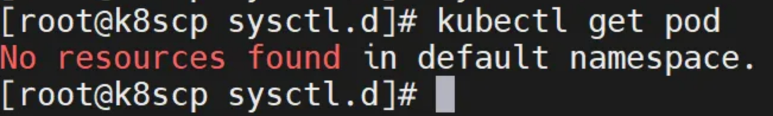 [root@k8scp sysctl.d]# kubectl get pod
No resources found in default namespace.
[root@k8scp sysctl.d]#